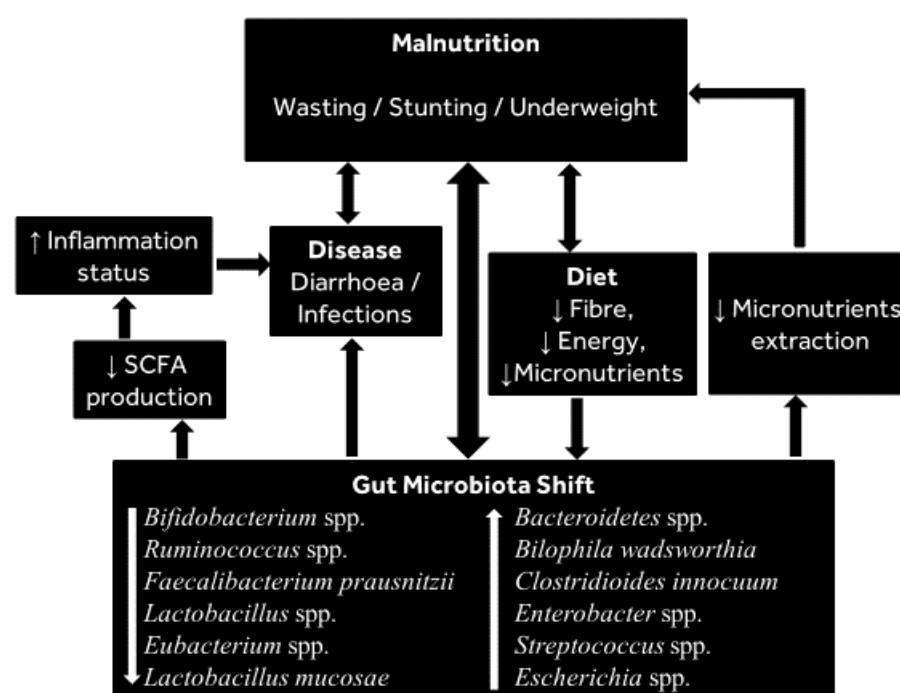 Malnutrition
Wasting / Stunting / Underweight
↑ Inflammation
status
Disease
Diarrhoea /
Infections
Diet
↓ Fibre,
↓ Energy,
↓Micronutrients
↓ Micronutrients
extraction
↓ SCFA
production
Gut Microbiota Shift
Bifidobacterium spp.
Ruminococcus spp.
Faecalibacterium prausnitzii
Lactobacillus spp.
Eubacterium spp.
Lactobacillus mucosae
Bacteroidetes spp.
Bilophila wadsworthia
Clostridioides innocuum
Enterobacter spp.
Streptococcus spp.
Escherichia spp.